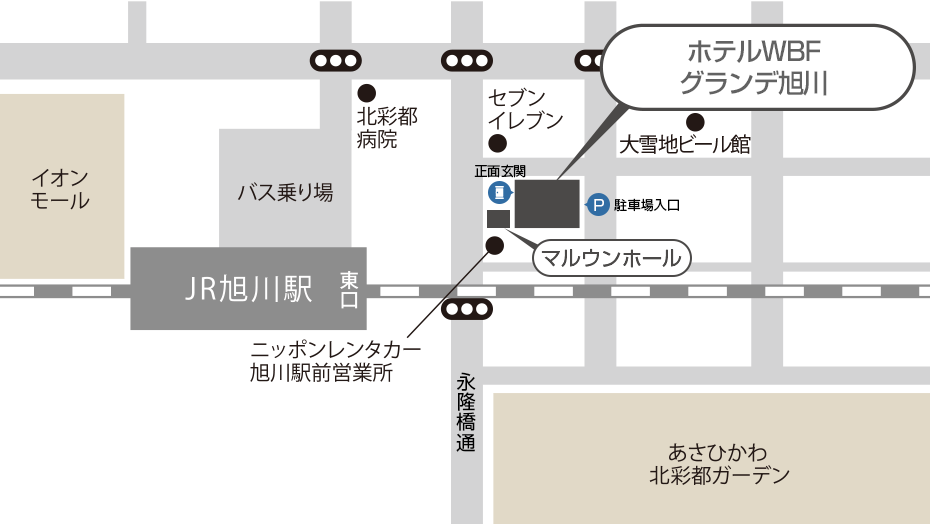 ホテルWBF
グランデ旭川
セブン
イレブン
北彩都
病院
大雪地ビール館
正面玄関
イオン
モール
バス乗り場
P
駐車場入口
マルウンホール
JR旭川駅
東口
ニッポンレンタカー
旭川駅前営業所
永隆橋通
あさひかわ
北彩都ガーデン